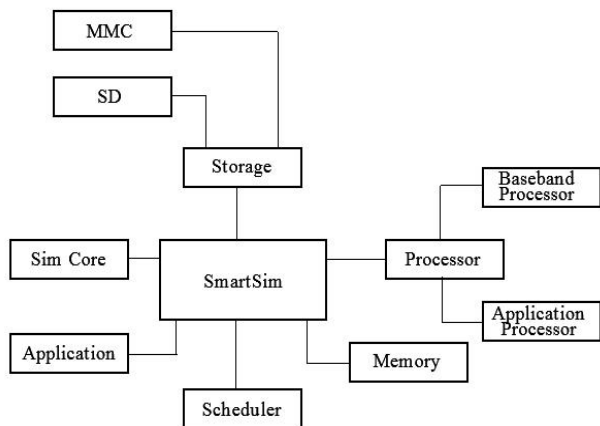 MMC
SD
Storage
Baseband
Processor
Sim Core
SmartSim
Processor
Application
Processor
Application
Memory
Scheduler